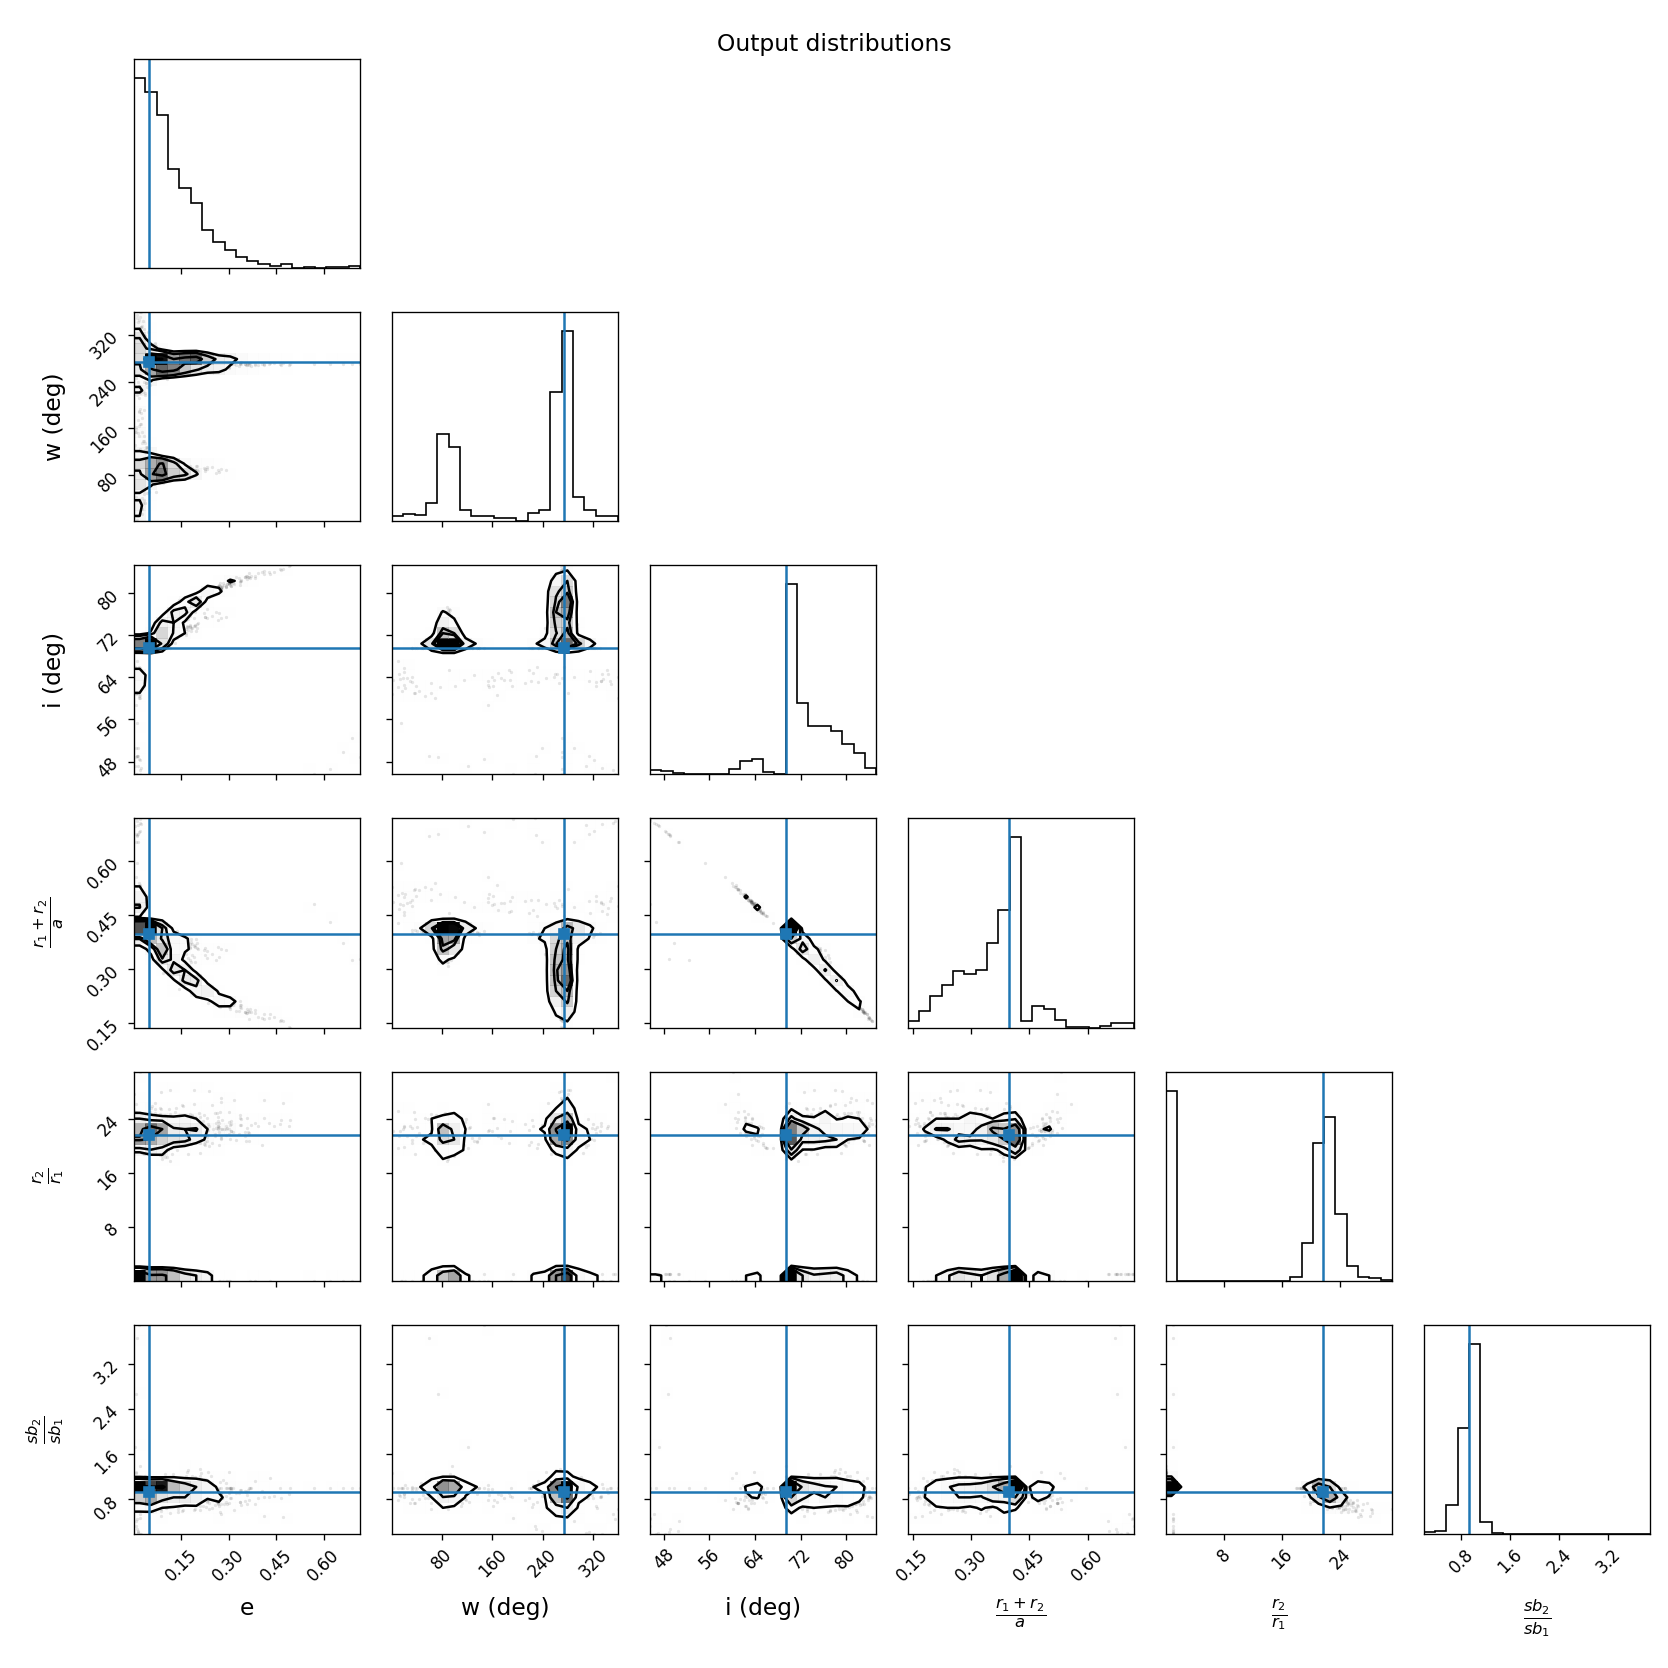 Output distributions
w (deg)
320
240
160
80
i (deg)
80
72
64
56
48
r₁ + r₂
a
0.60
0.45
0.30
0.15
r₂
r₁
24
16
8
sb₂
sb₁
3.2
2.4
1.6
0.8
0.15 0.30 0.45 0.60
80 160 240 320
48 56 64 72 80
0.15 0.30 0.45 0.60
8 16 24
0.8 1.6 2.4 3.2
e
w (deg)
i (deg)
r₁ + r₂
a
r₂
r₁
sb₂
sb₁